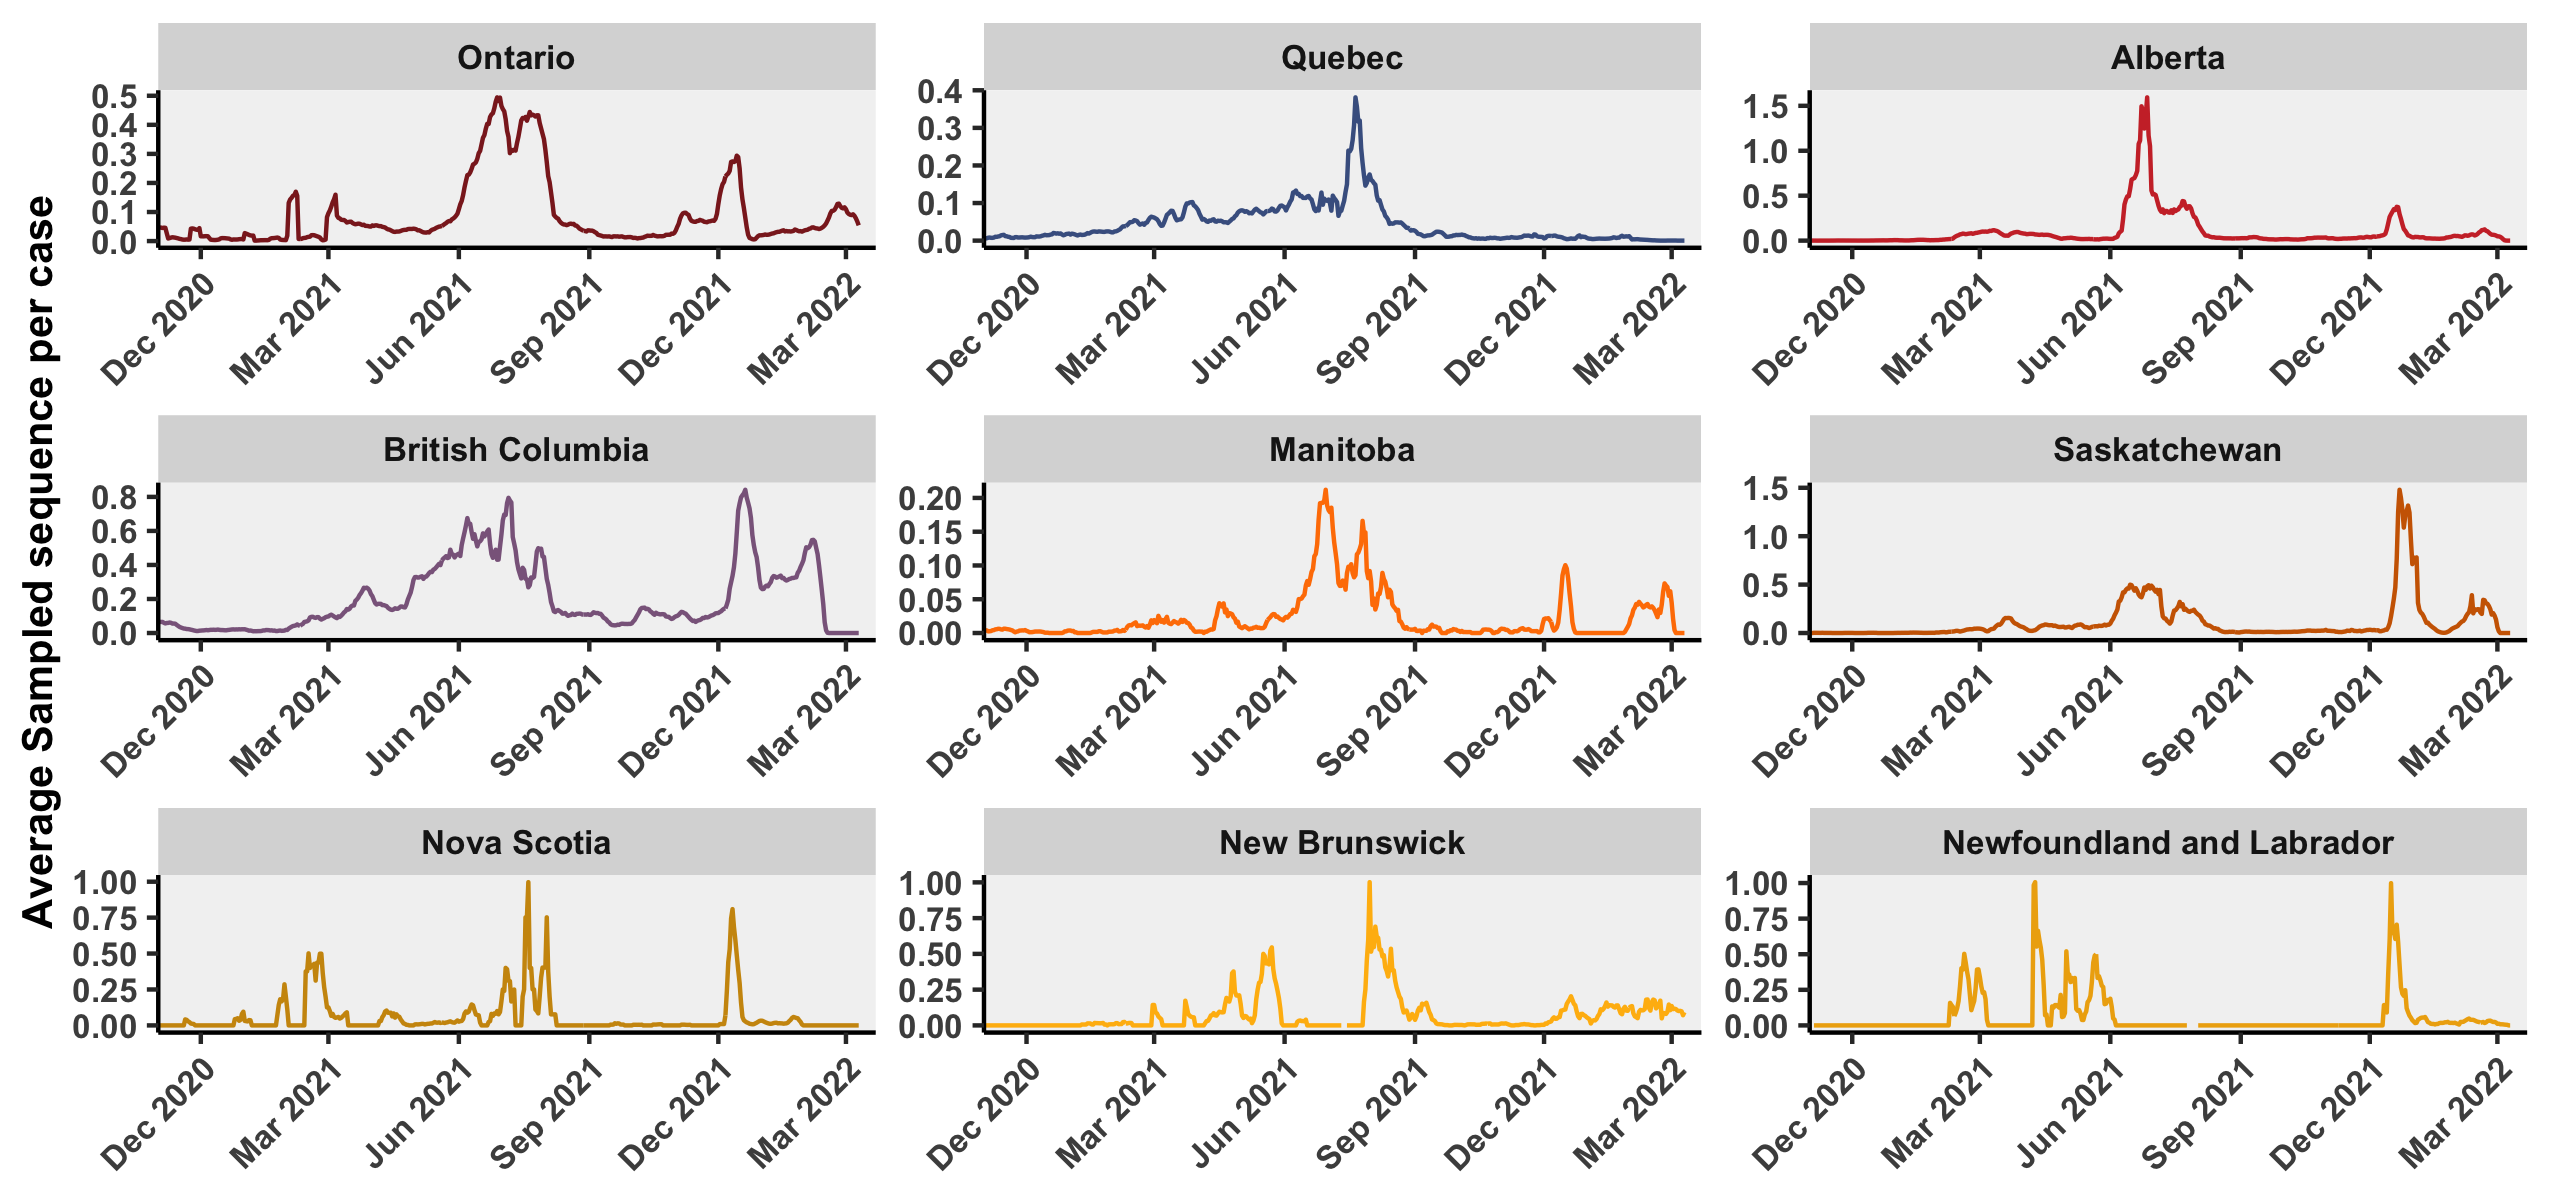 Average Sampled sequence per case
Ontario
0.5
0.4
0.3
0.2
0.1
0.0
Dec 2020
Mar 2021
Jun 2021
Sep 2021
Dec 2021
Mar 2022
Quebec
0.4
0.3
0.2
0.1
0.0
Dec 2020
Mar 2021
Jun 2021
Sep 2021
Dec 2021
Mar 2022
Alberta
1.5
1.0
0.5
0.0
Dec 2020
Mar 2021
Jun 2021
Sep 2021
Dec 2021
Mar 2022
British Columbia
0.8
0.6
0.4
0.2
0.0
Dec 2020
Mar 2021
Jun 2021
Sep 2021
Dec 2021
Mar 2022
Manitoba
0.20
0.15
0.10
0.05
0.00
Dec 2020
Mar 2021
Jun 2021
Sep 2021
Dec 2021
Mar 2022
Saskatchewan
1.5
1.0
0.5
0.0
Dec 2020
Mar 2021
Jun 2021
Sep 2021
Dec 2021
Mar 2022
Nova Scotia
1.00
0.75
0.50
0.25
0.00
Dec 2020
Mar 2021
Jun 2021
Sep 2021
Dec 2021
Mar 2022
New Brunswick
1.00
0.75
0.50
0.25
0.00
Dec 2020
Mar 2021
Jun 2021
Sep 2021
Dec 2021
Mar 2022
Newfoundland and Labrador
1.00
0.75
0.50
0.25
0.00
Dec 2020
Mar 2021
Jun 2021
Sep 2021
Dec 2021
Mar 2022